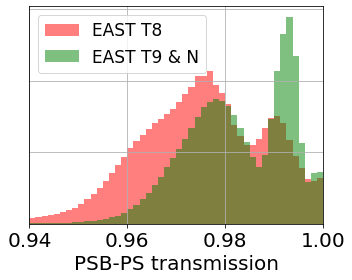 EAST T8
EAST T9 & N
0.94 0.96 0.98 1.00
PSB-PS transmission